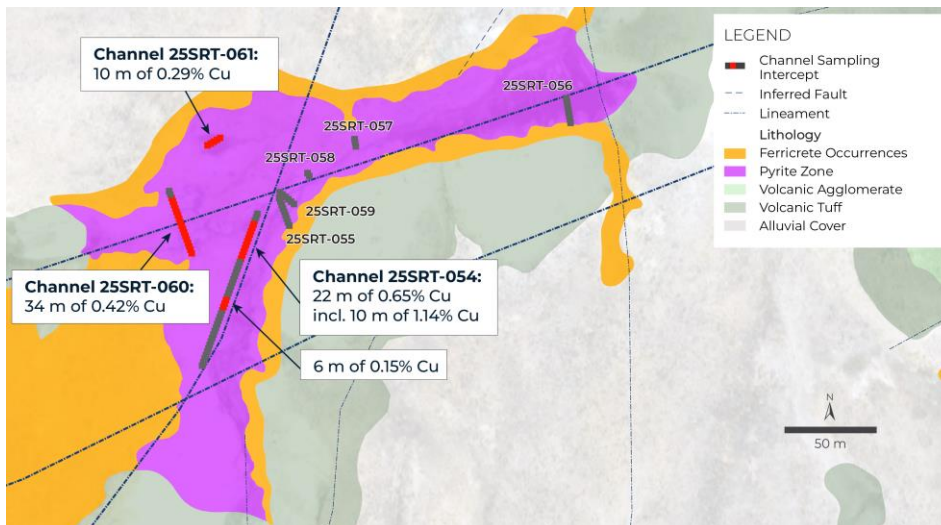 Channel 25SRT-061:
10 m of 0.29% Cu
25SRT-056
25SRT-057
25SRT-058
25SRT-059
25SRT-055
Channel 25SRT-060:
34 m of 0.42% Cu
Channel 25SRT-054:
22 m of 0.65% Cu
incl. 10 m of 1.14% Cu
6 m of 0.15% Cu
LEGEND
Channel Sampling
Intercept
Inferred Fault
Lineament
Lithology
Ferricrete Occurrences
Pyrite Zone
Volcanic Agglomerate
Volcanic Tuff
Alluvial Cover
N
50 m